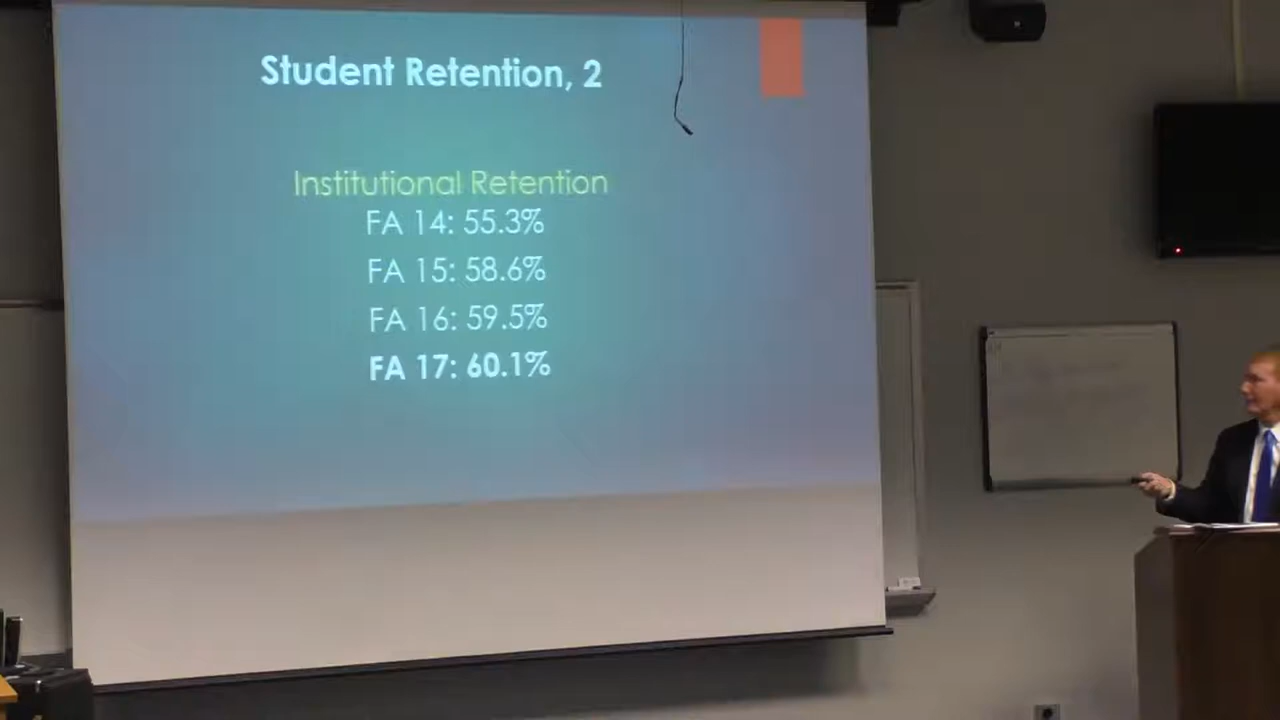 Student Retention, 2
Institutional Retention
FA 14: 55.3%
FA 15: 58.6%
FA 16: 59.5%
FA 17: 60.1%